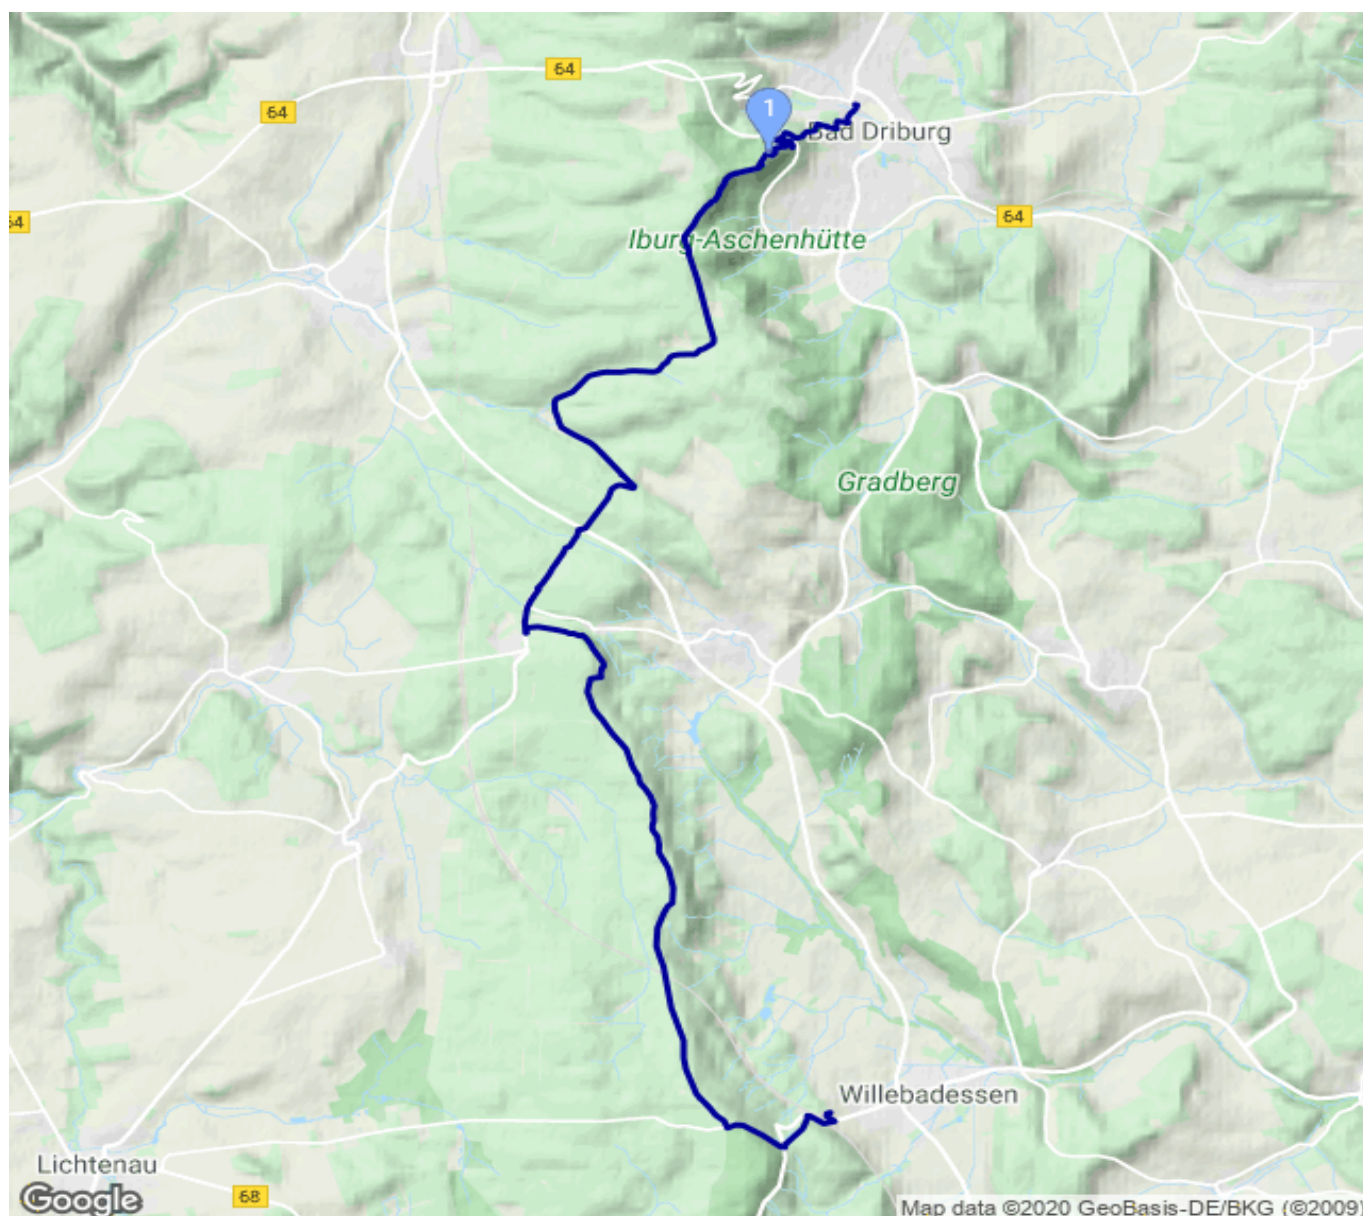 64
64
1
Bad Driburg
64
64
Iburg-Aschenhütte
Gradberg
Willebadessen
Lichtenau
68
Google
Map data ©2020 GeoBasis-DE/BKG (©2009)